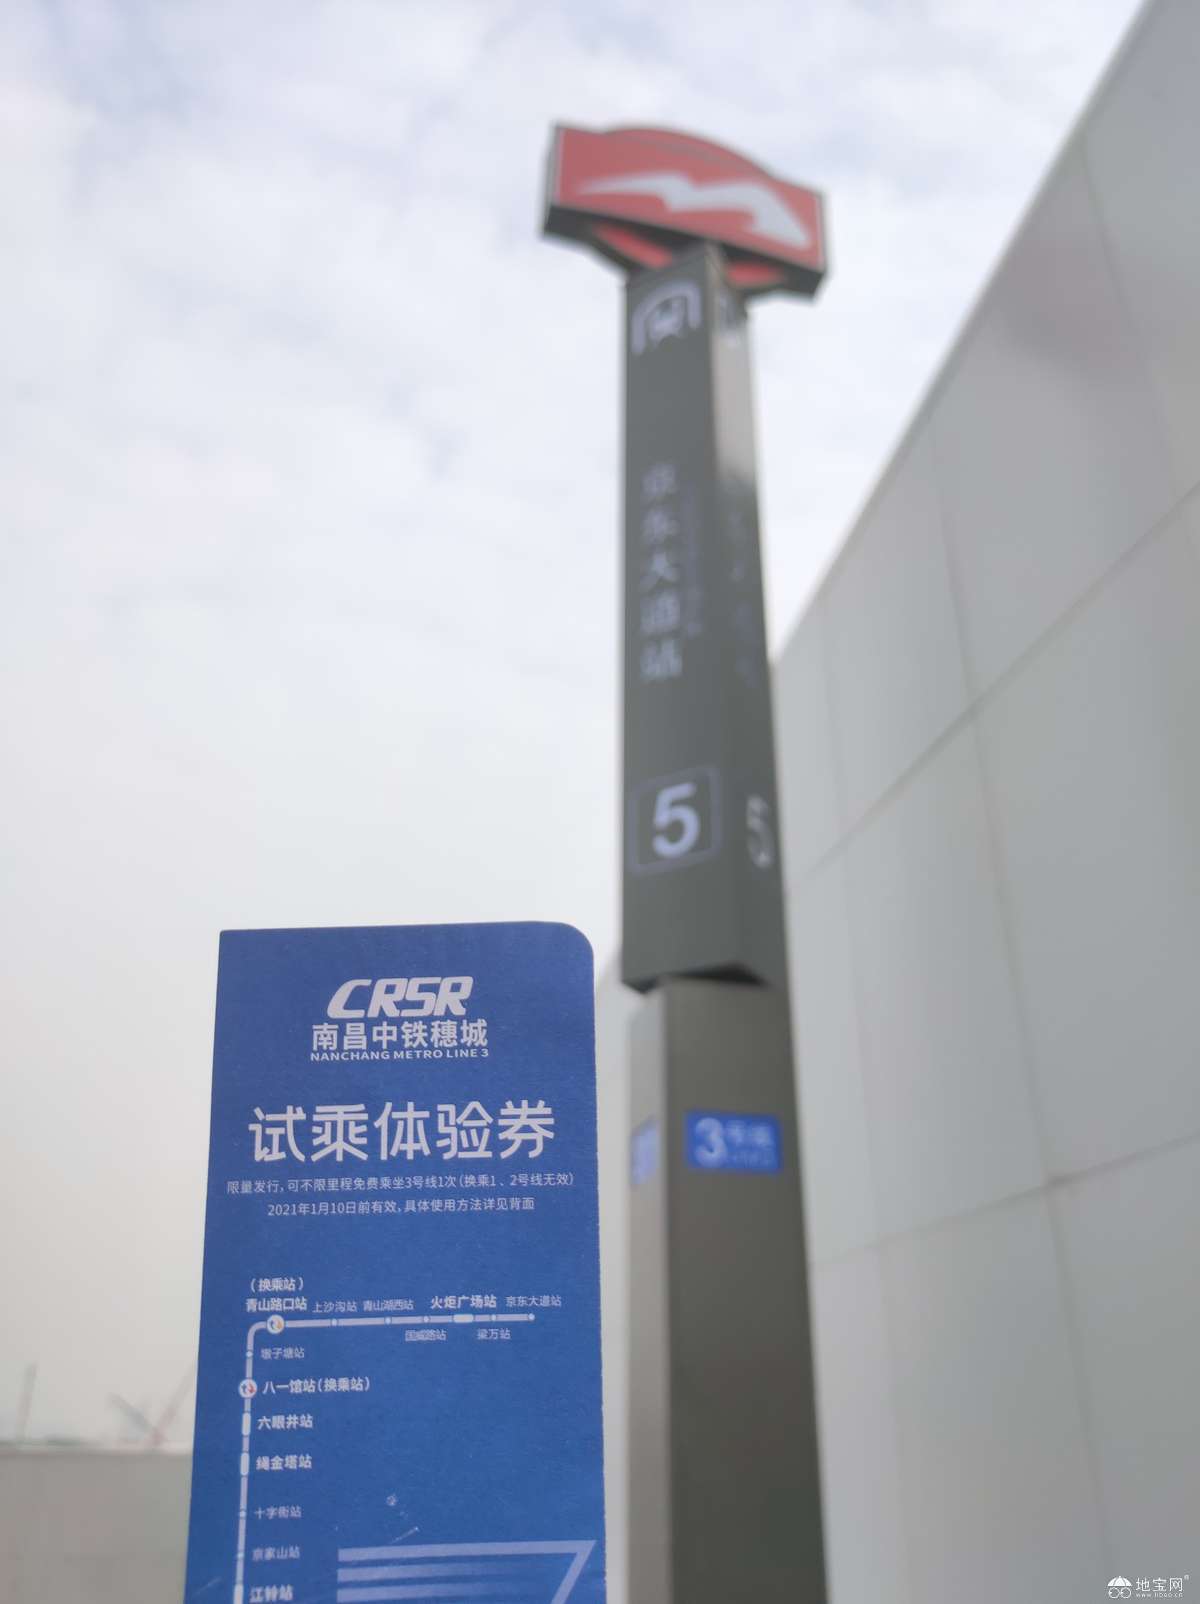 京东大道站
5
5
3号线
CRSR
南昌中铁穗城
NANCHANG METRO LINE 3
试乘体验券
限量发行,可不限里程免费乘坐3号线1次(换乘1、2号线无效)
2021年1月10日前有效,具体使用方法详见背面
(换乘站)
青山路口站 上沙沟站 青山湖西站 火炬广场站 京东大道站
国威路站 梁万站
墩子塘站
八一馆站(换乘站)
六眼井站
绳金塔站
十字街站
京家山站
江铃站
地宝网